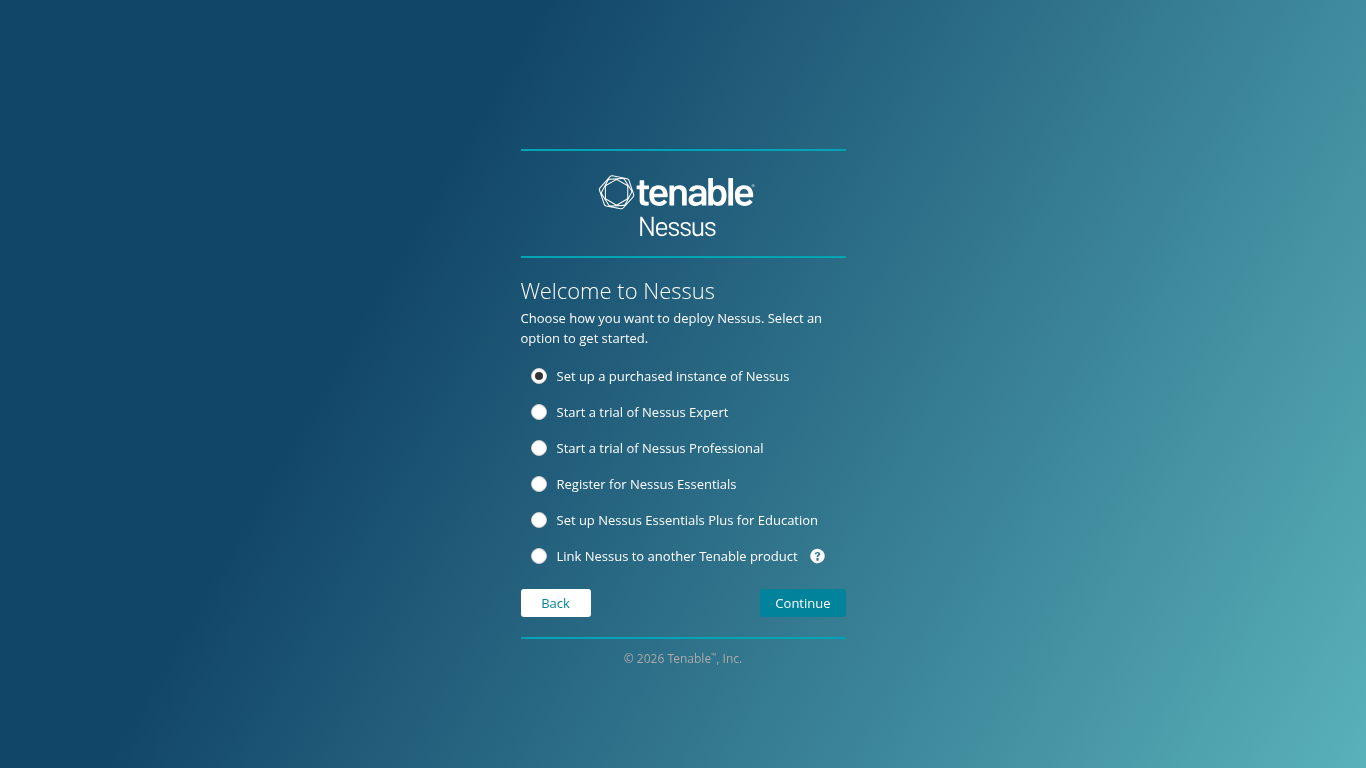 tenable
Nessus
Welcome to Nessus
Choose how you want to deploy Nessus. Select an
option to get started.
Set up a purchased instance of Nessus
Start a trial of Nessus Expert
Start a trial of Nessus Professional
Register for Nessus Essentials
Set up Nessus Essentials Plus for Education
Link Nessus to another Tenable product ?
Back Continue
© 2026 Tenable™, Inc.